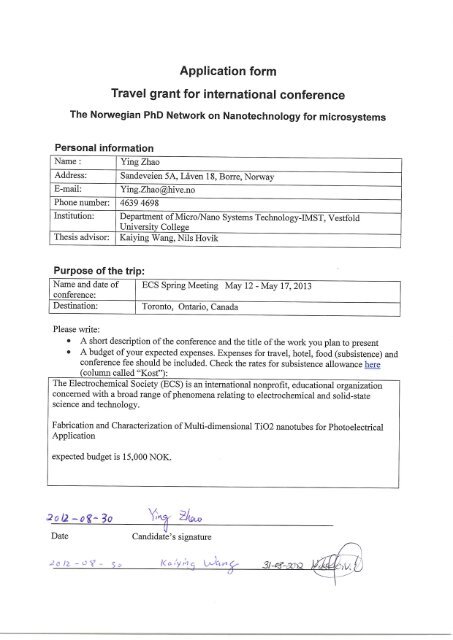 Application form
Travel grant for international conference
The Norwegian PhD Network on Nanotechnology for microsystems
Personal information
Name : Ying Zhao
Address: Sandeveien 5A, Låven 18, Borre, Norway
E-mail: Ying.Zhao@hive.no
Phone number: 4639 4698
Institution: Department of Micro/Nano Systems Technology-IMST, Vestfold
University College
Thesis advisor: Kaiying Wang, Nils Hovik
Purpose of the trip:
Name and date of ECS Spring Meeting May 12 - May 17, 2013
conference:
Destination: Toronto, Ontario, Canada
Please write:
• A short description of the conference and the title of the work you plan to present
• A budget of your expected expenses. Expenses for travel, hotel, food (subsistence) and
conference fee should be included. Check the rates for subsistence allowance here
(column called "Kost"):
The Electrochemical Society (ECS) is an international nonprofit, educational organization
concerned with a broad range of phenomena relating to electrochemical and solid-state
science and technology.
Fabrication and Characterization of Multi-dimensional TiO2 nanotubes for Photoelectrical
Application
expected budget is 15,000 NOK.
2012-08-30 Ying Zhao
Date Candidate's signature
2012-08-30 Kaiying Wang 31-08-2012